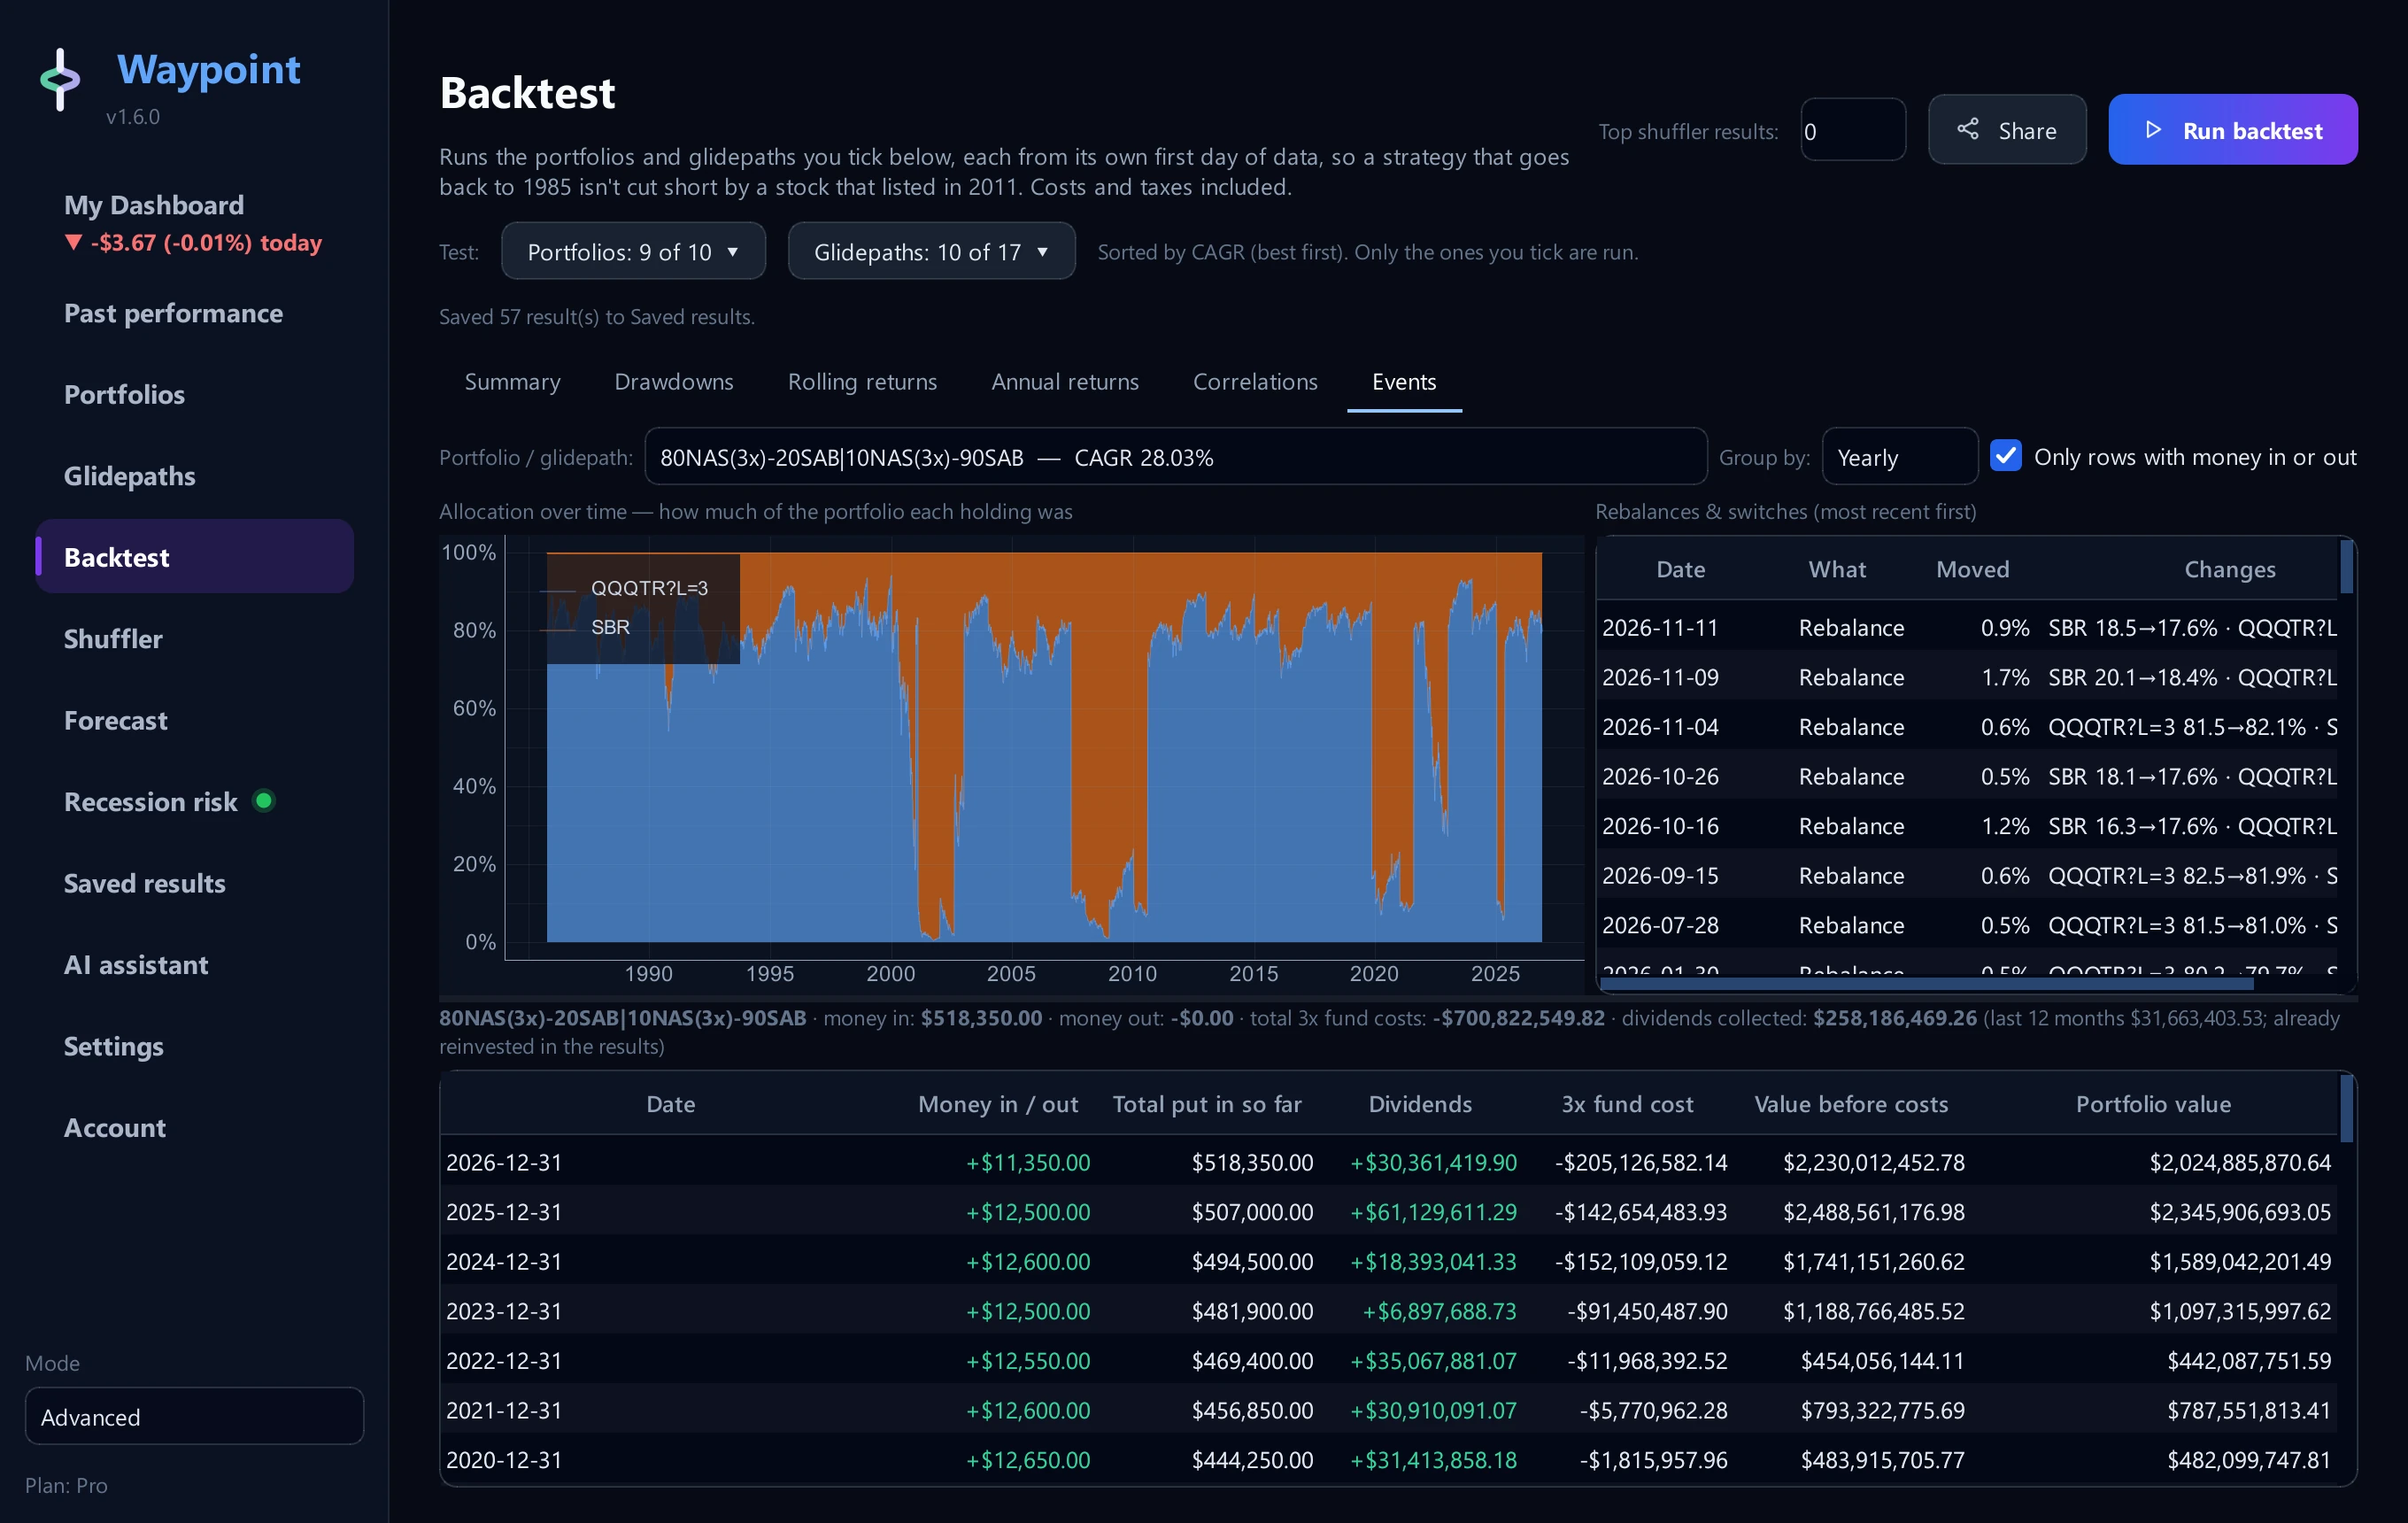 Waypoint
v1.6.0
My Dashboard
▼ -$3.67 (-0.01%) today
Past performance
Portfolios
Glidepaths
Backtest
Shuffler
Forecast
Recession risk
Saved results
AI assistant
Settings
Account
Mode
Advanced
Plan: Pro
Backtest
Runs the portfolios and glidepaths you tick below, each from its own first day of data, so a strategy that goes
back to 1985 isn't cut short by a stock that listed in 2011. Costs and taxes included.
Top shuffler results: 0 Share Run backtest
Test: Portfolios: 9 of 10 ▼ Glidepaths: 10 of 17 ▼ Sorted by CAGR (best first). Only the ones you tick are run.
Saved 57 result(s) to Saved results.
Summary Drawdowns Rolling returns Annual returns Correlations Events
Portfolio / glidepath: 80NAS(3x)-20SAB|10NAS(3x)-90SAB — CAGR 28.03% Group by: Yearly Only rows with money in or out
Allocation over time — how much of the portfolio each holding was
100%
80%
60%
40%
20%
0%
QQQTR?L=3
SBR
1990 1995 2000 2005 2010 2015 2020 2025
Rebalances & switches (most recent first)
Date What Moved Changes
2026-11-11 Rebalance 0.9% SBR 18.5→17.6% · QQQTR?L
2026-11-09 Rebalance 1.7% SBR 20.1→18.4% · QQQTR?L
2026-11-04 Rebalance 0.6% QQQTR?L=3 81.5→82.1% · S
2026-10-26 Rebalance 0.5% SBR 18.1→17.6% · QQQTR?L
2026-10-16 Rebalance 1.2% SBR 16.3→17.6% · QQQTR?L
2026-09-15 Rebalance 0.6% QQQTR?L=3 82.5→81.9% · S
2026-07-28 Rebalance 0.5% QQQTR?L=3 81.5→81.0% · S
2026-01-30 Rebalance 0.5% QQQTR?L=3 80.2→79.7% · S
80NAS(3x)-20SAB|10NAS(3x)-90SAB · money in: $518,350.00 · money out: -$0.00 · total 3x fund costs: -$700,822,549.82 · dividends collected: $258,186,469.26 (last 12 months $31,663,403.53; already
reinvested in the results)
Date Money in / out Total put in so far Dividends 3x fund cost Value before costs Portfolio value
2026-12-31 +$11,350.00 $518,350.00 +$30,361,419.90 -$205,126,582.14 $2,230,012,452.78 $2,024,885,870.64
2025-12-31 +$12,500.00 $507,000.00 +$61,129,611.29 -$142,654,483.93 $2,488,561,176.98 $2,345,906,693.05
2024-12-31 +$12,600.00 $494,500.00 +$18,393,041.33 -$152,109,059.12 $1,741,151,260.62 $1,589,042,201.49
2023-12-31 +$12,500.00 $481,900.00 +$6,897,688.73 -$91,450,487.90 $1,188,766,485.52 $1,097,315,997.62
2022-12-31 +$12,550.00 $469,400.00 +$35,067,881.07 -$11,968,392.52 $454,056,144.11 $442,087,751.59
2021-12-31 +$12,600.00 $456,850.00 +$30,910,091.07 -$5,770,962.28 $793,322,775.69 $787,551,813.41
2020-12-31 +$12,650.00 $444,250.00 +$31,413,858.18 -$1,815,957.96 $483,915,705.77 $482,099,747.81